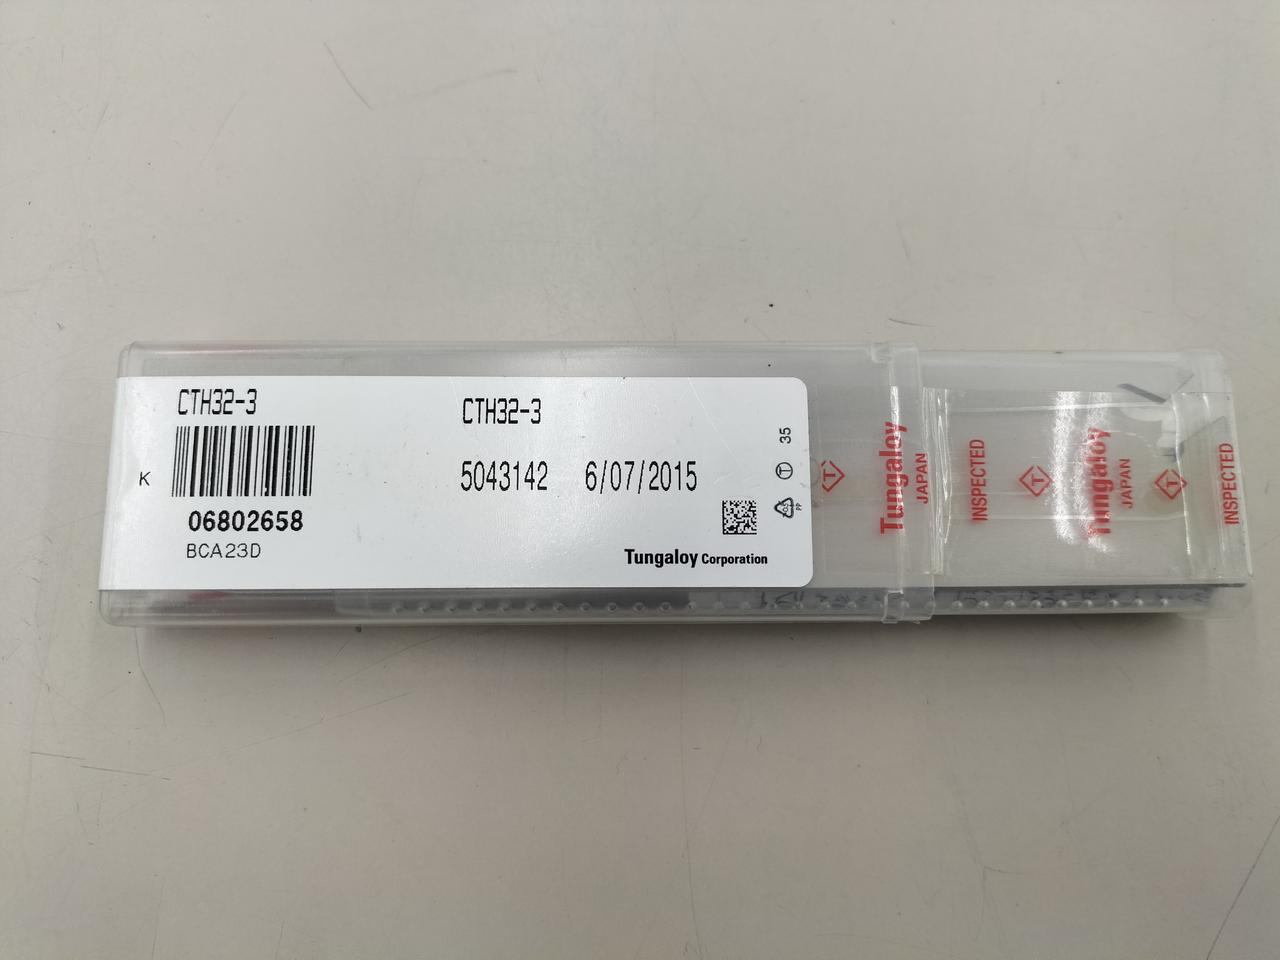 CTH32-3
K
06802658
BCA23D
CTH32-3
5043142 6/07/2015
35
PP
Tungaloy Corporation
Tungaloy
JAPAN
INSPECTED
Tungaloy
JAPAN
INSPECTED